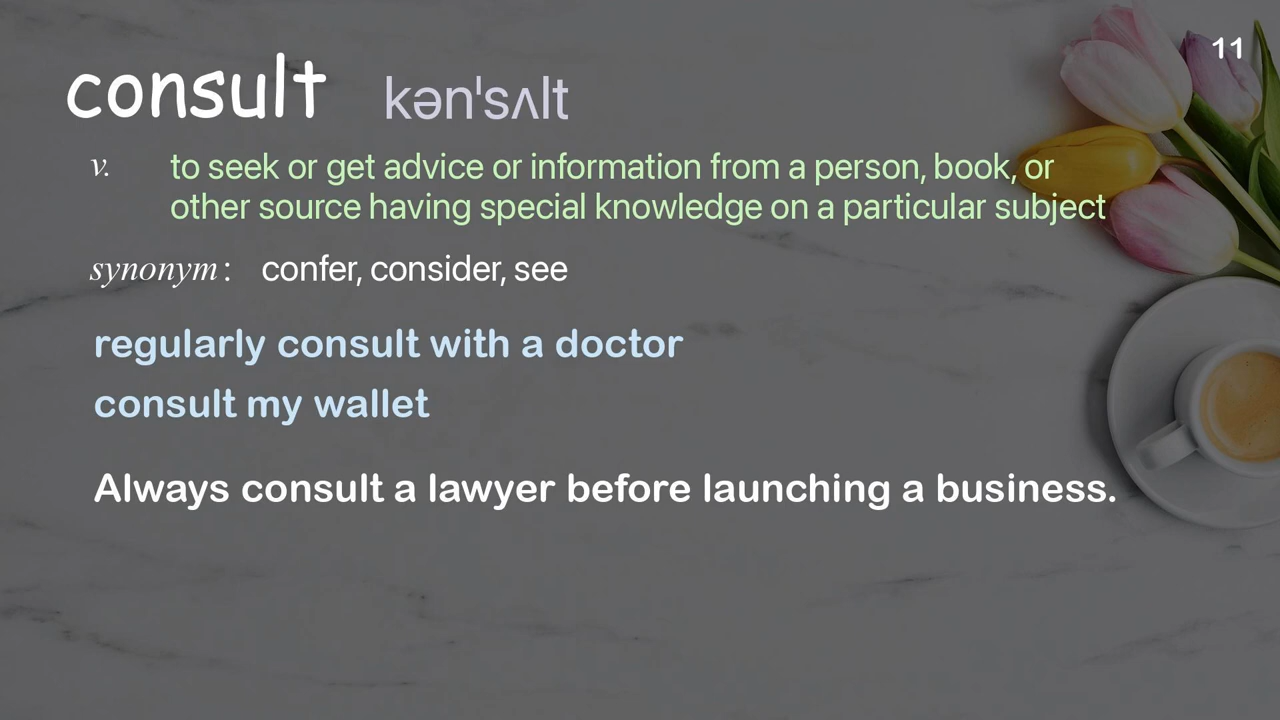 11
consult kən'sʌlt
v. to seek or get advice or information from a person, book, or
other source having special knowledge on a particular subject
synonym: confer, consider, see
regularly consult with a doctor
consult my wallet
Always consult a lawyer before launching a business.